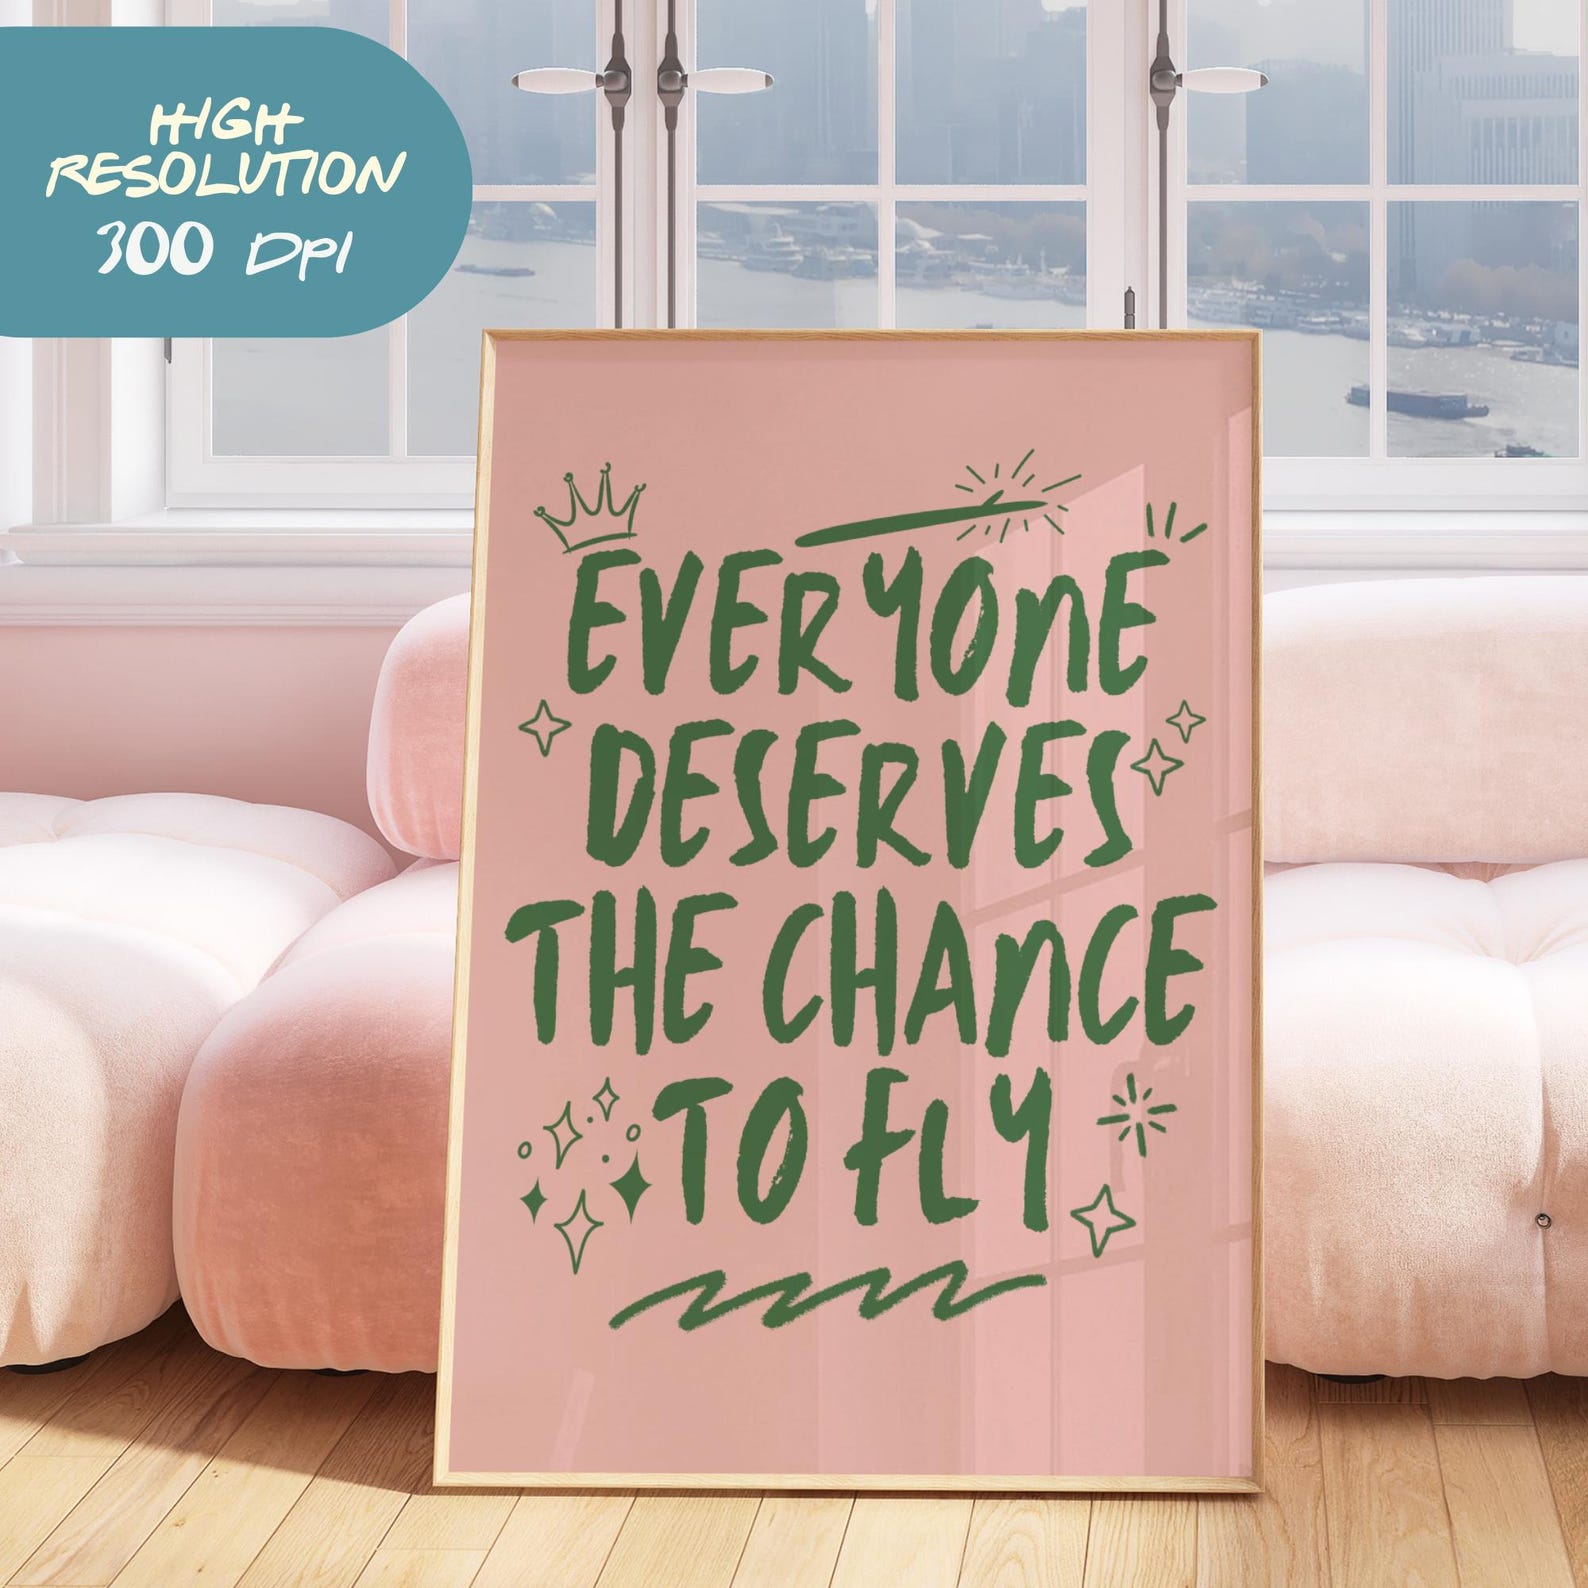 HIGH
RESOLUTION
300 DpI
EVERYOnE
DESERVES
THE CHAnCE
TO FLY